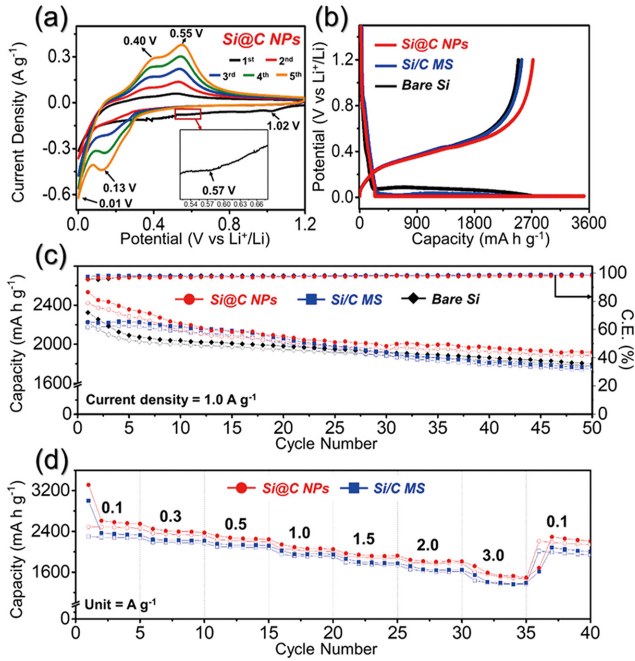 (a)
Si@C NPs
0.40 V
0.55 V
1st 2nd
3rd 4th 5th
1.02 V
0.57 V
0.54 0.57 0.60 0.63 0.66
0.13 V
0.01 V
0.3
0.0
-0.3
-0.6
Current Density (A g⁻¹)
0.0 0.4 0.8 1.2
Potential (V vs Li⁺/Li)
(b)
Si@C NPs
Si/C MS
Bare Si
1.6
1.2
0.8
0.4
0.0
Potential (V vs Li⁺/Li)
0 900 1800 2700 3600
Capacity (mA h g⁻¹)
(c)
Si@C NPs Si/C MS Bare Si
2800
2400
2000
1600
0
Capacity (mA h g⁻¹)
100
80
60
40
20
0
C.E. (%)
Current density = 1.0 A g⁻¹
0 5 10 15 20 25 30 35 40 45 50
Cycle Number
(d)
Si@C NPs Si/C MS
0.1 0.3 0.5 1.0 1.5 2.0 3.0 0.1
3200
2400
1600
0
Capacity (mA h g⁻¹)
Unit = A g⁻¹
0 5 10 15 20 25 30 35 40
Cycle Number